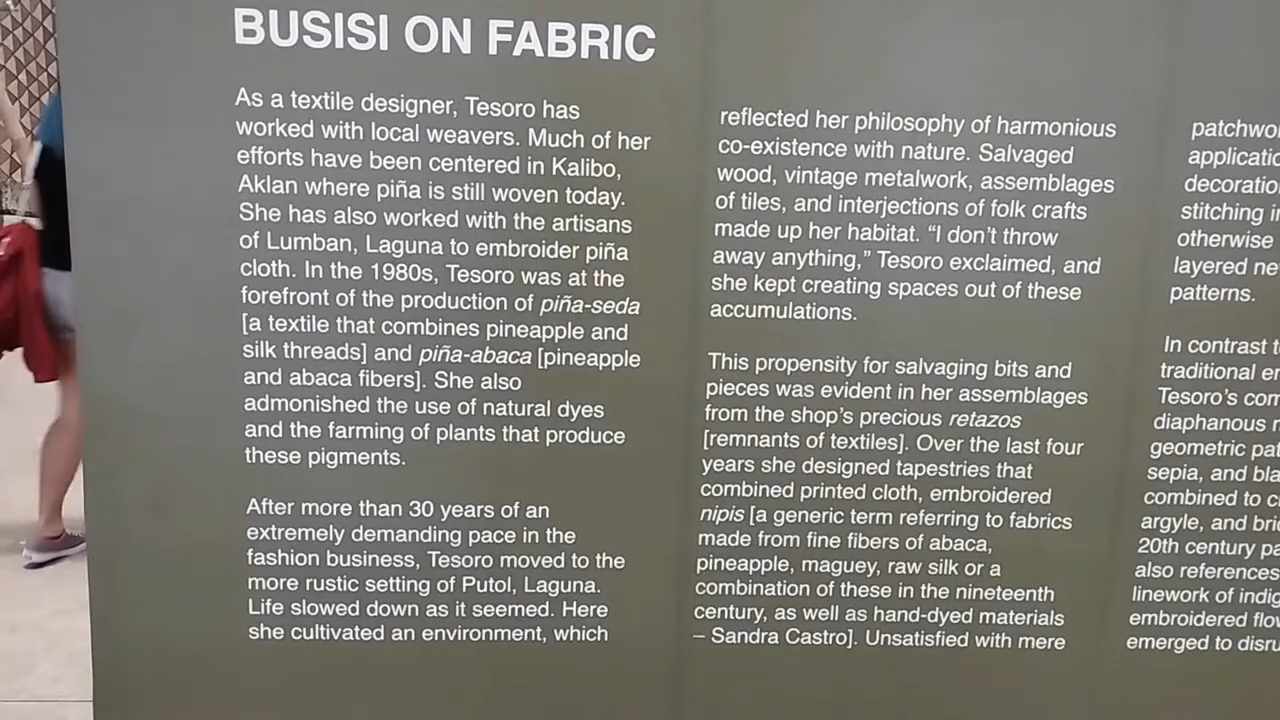 BUSISI ON FABRIC
As a textile designer, Tesoro has
worked with local weavers. Much of her
efforts have been centered in Kalibo,
Aklan where piña is still woven today.
She has also worked with the artisans
of Lumban, Laguna to embroider piña
cloth. In the 1980s, Tesoro was at the
forefront of the production of piña-seda
[a textile that combines pineapple and
silk threads] and piña-abaca [pineapple
and abaca fibers]. She also
admonished the use of natural dyes
and the farming of plants that produce
these pigments.
After more than 30 years of an
extremely demanding pace in the
fashion business, Tesoro moved to the
more rustic setting of Putol, Laguna.
Life slowed down as it seemed. Here
she cultivated an environment, which
reflected her philosophy of harmonious
co-existence with nature. Salvaged
wood, vintage metalwork, assemblages
of tiles, and interjections of folk crafts
made up her habitat. “I don’t throw
away anything,” Tesoro exclaimed, and
she kept creating spaces out of these
accumulations.
This propensity for salvaging bits and
pieces was evident in her assemblages
from the shop’s precious retazos
[remnants of textiles]. Over the last four
years she designed tapestries that
combined printed cloth, embroidered
nipis [a generic term referring to fabrics
made from fine fibers of abaca,
pineapple, maguey, raw silk or a
combination of these in the nineteenth
century, as well as hand-dyed materials
– Sandra Castro]. Unsatisfied with mere
stitching
otherwise
layered
patterns.
In contrast
traditional
Tesoro’s
diaphanous
geometric
sepia, and
combined to
argyle, and
20th century
also references
linework of
embroidered
emerged to